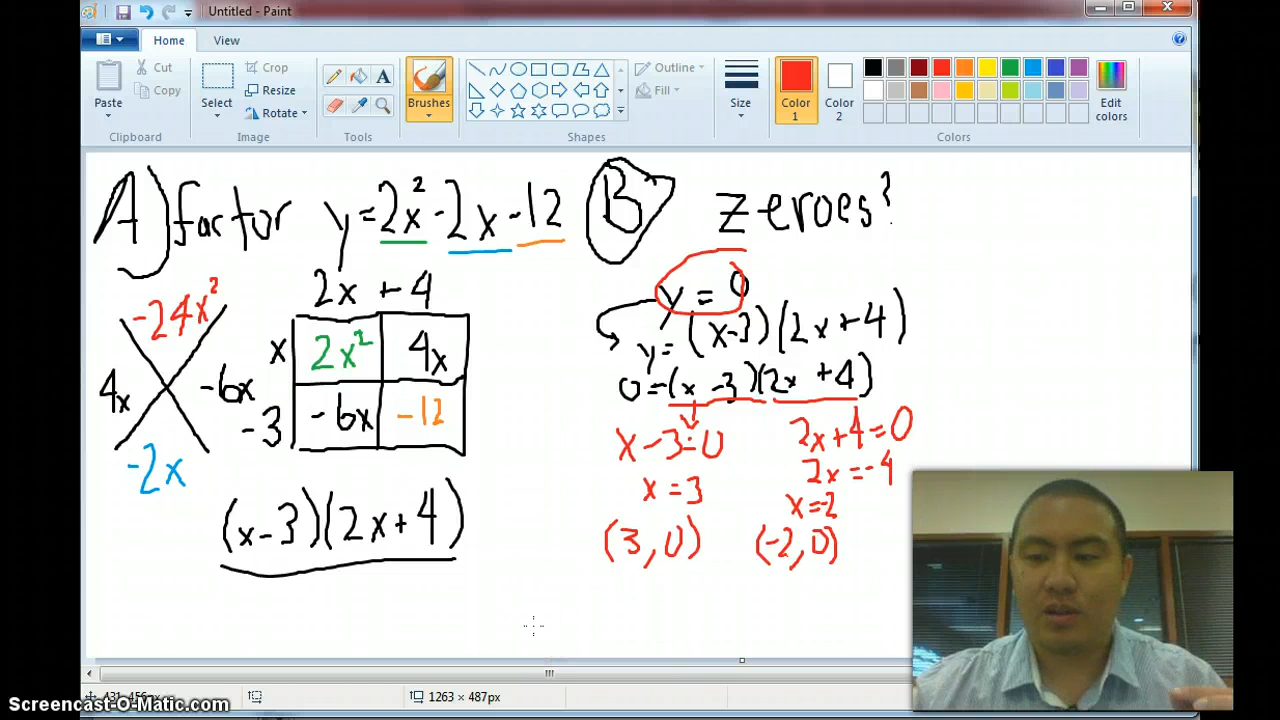 Untitled - Paint
Home View
Paste Cut Copy Clipboard
Select Crop Resize Rotate Image
Tools
Brushes
Outline Fill Shapes
Size
Color 1 Color 2 Edit colors Colors
A) factor y=2x²-2x-12
2x +4
-24x²
4x -6x
-2x
x 2x² 4x
-3 -6x -12
(x-3)(2x+4)
B zeroes?
y = 0
y=(x-3)(2x+4)
0=(x-3)(2x+4)
x-3=0 2x+4=0
x=3 2x=-4
x=-2
(3,0) (-2,0)
1263 × 487px
Screencast-O-Matic.com